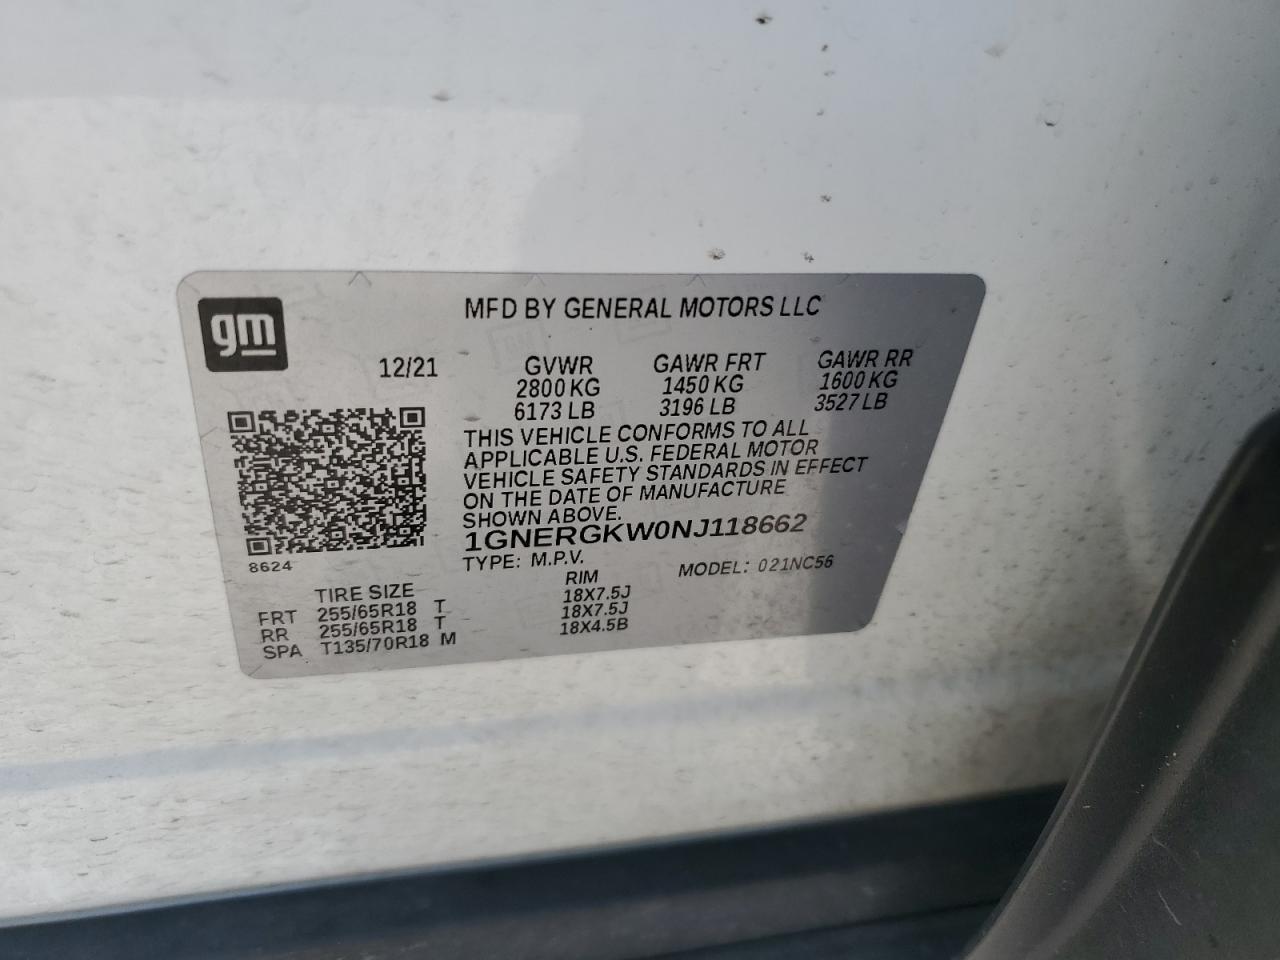 gm
MFD BY GENERAL MOTORS LLC
12/21 GVWR GAWR FRT GAWR RR
2800 KG 1450 KG 1600 KG
6173 LB 3196 LB 3527 LB
THIS VEHICLE CONFORMS TO ALL
APPLICABLE U.S. FEDERAL MOTOR
VEHICLE SAFETY STANDARDS IN EFFECT
ON THE DATE OF MANUFACTURE
SHOWN ABOVE.
1GNERGKW0NJ118662
8624
TYPE: M.P.V. MODEL: 021NC56
TIRE SIZE RIM
FRT 255/65R18 T 18X7.5J
RR 255/65R18 T 18X7.5J
SPA T135/70R18 M 18X4.5B